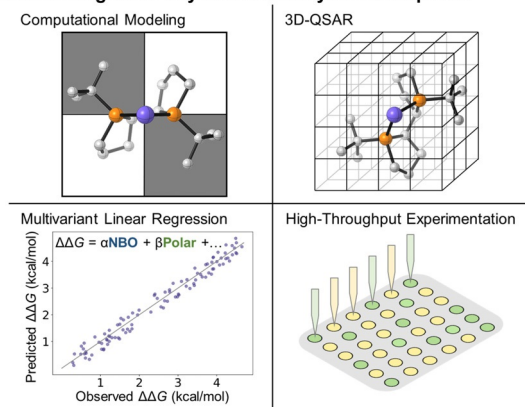 Computational Modeling
3D-QSAR
Multivariant Linear Regression
ΔΔG = αNBO + βPolar +...
Predicted ΔΔG (kcal/mol)
4
3
2
1
1 2 3 4
Observed ΔΔG (kcal/mol)
High-Throughput Experimentation